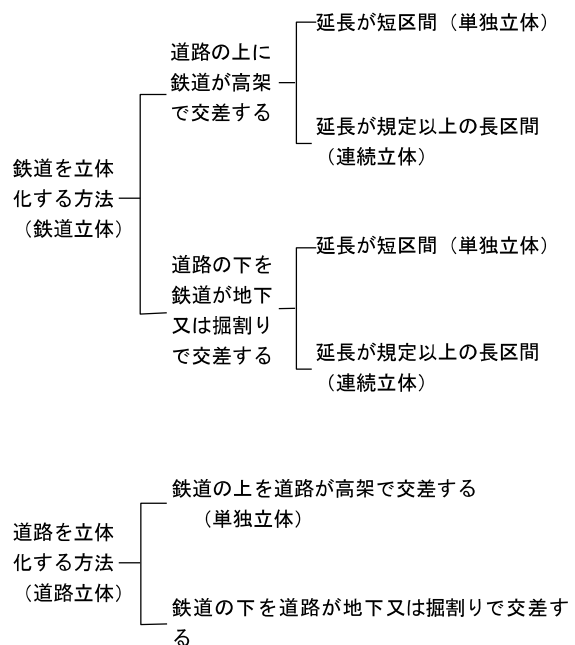 鉄道を立体
化する方法
（鉄道立体）
道路の上に
鉄道が高架
で交差する
延長が短区間（単独立体）
延長が規定以上の長区間
（連続立体）
道路の下を
鉄道が地下
又は掘割り
で交差する
延長が短区間（単独立体）
延長が規定以上の長区間
（連続立体）
道路を立体
化する方法
（道路立体）
鉄道の上を道路が高架で交差する
（単独立体）
鉄道の下を道路が地下又は掘割りで交差す
る